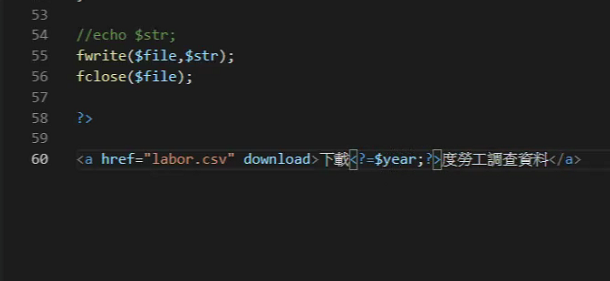 53
54 //echo $str;
55 fwrite($file,$str);
56 fclose($file);
57
58 ?>
59
60 <a href="labor.csv" download>下載<?=$year;?>度勞工調查資料</a>